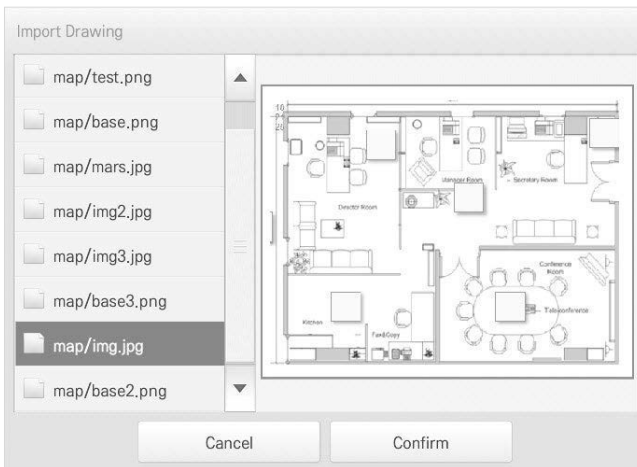 Import Drawing
map/test.png
map/base.png
map/mars.jpg
map/img2.jpg
map/img3.jpg
map/base3.png
map/img.jpg
map/base2.png
10
20
Manager Room
Secretary Room
Director Room
Conference
Room
Teleconference
Kitchen
Fax&Copy
Cancel
Confirm